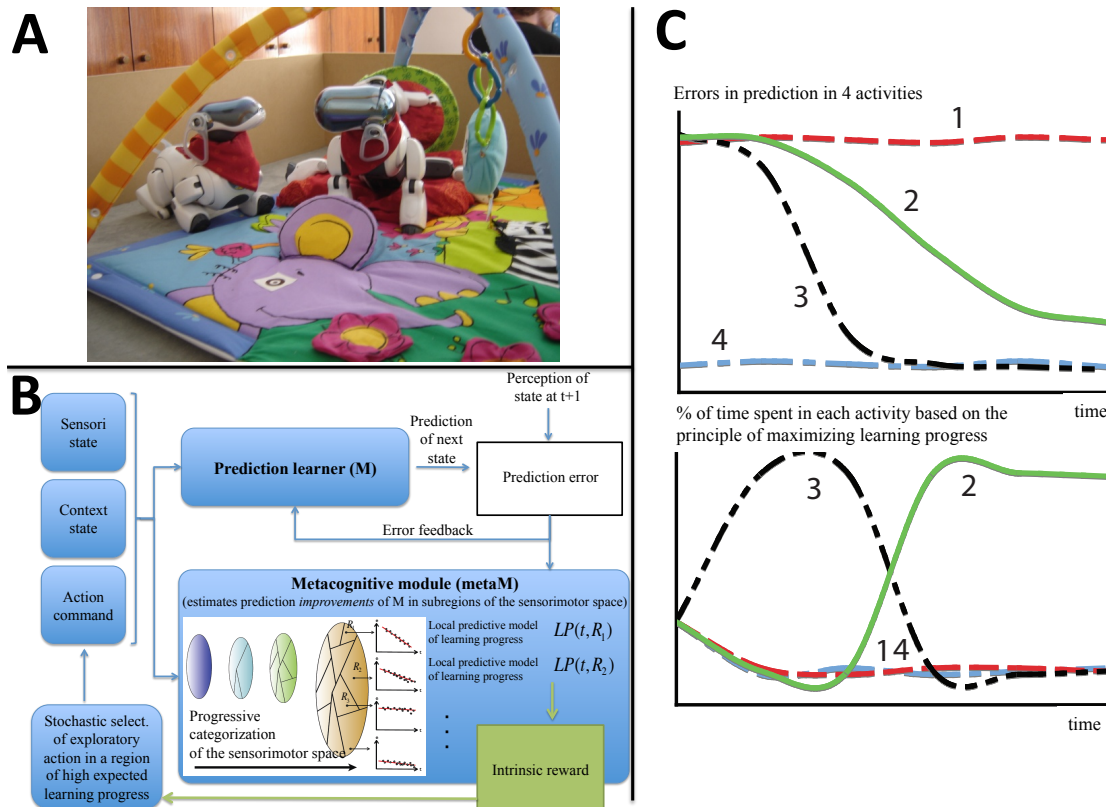 A
B
Sensori
state
Context
state
Action
command
Stochastic select.
of exploratory
action in a region
of high expected
learning progress
Prediction learner (M)
Prediction
of next
state
Perception of
state at t+1
Prediction error
Error feedback
Metacognitive module (metaM)
(estimates prediction improvements of M in subregions of the sensorimotor space)
Progressive
categorization
of the sensorimotor space
R₂
Local predictive model
of learning progress
LP(t,R₁)
Local predictive model
of learning progress
LP(t,R₂)
Intrinsic reward
C
Errors in prediction in 4 activities
1
2
3
4
time
% of time spent in each activity based on the
principle of maximizing learning progress
3
2
14
time